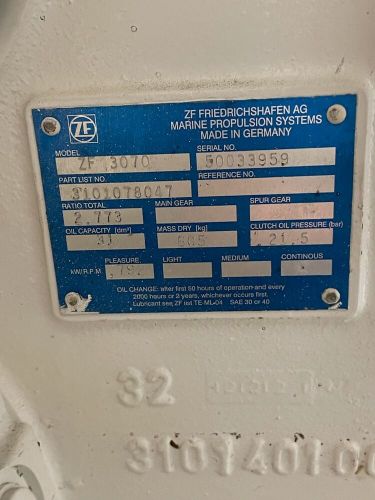 ZF FRIEDRICHSHAFEN AG
MARINE PROPULSION SYSTEMS
MADE IN GERMANY
ZF
MODEL SERIAL NO.
ZF 3070 50033959
PART LIST NO. REFERENCE NO.
3101078047
RATIO TOTAL MAIN GEAR SPUR GEAR
2.773
OIL CAPACITY [dm³] MASS DRY [kg] CLUTCH OIL PRESSURE (bar)
21.5
PLEASURE LIGHT MEDIUM CONTINOUS
kW/R.P.M
OIL CHANGE: after first 50 hours of operation and every
2000 hours or 2 years, whichever occurs first.
Lubricant see ZF list TE-ML-04 SAE 30 or 40
32